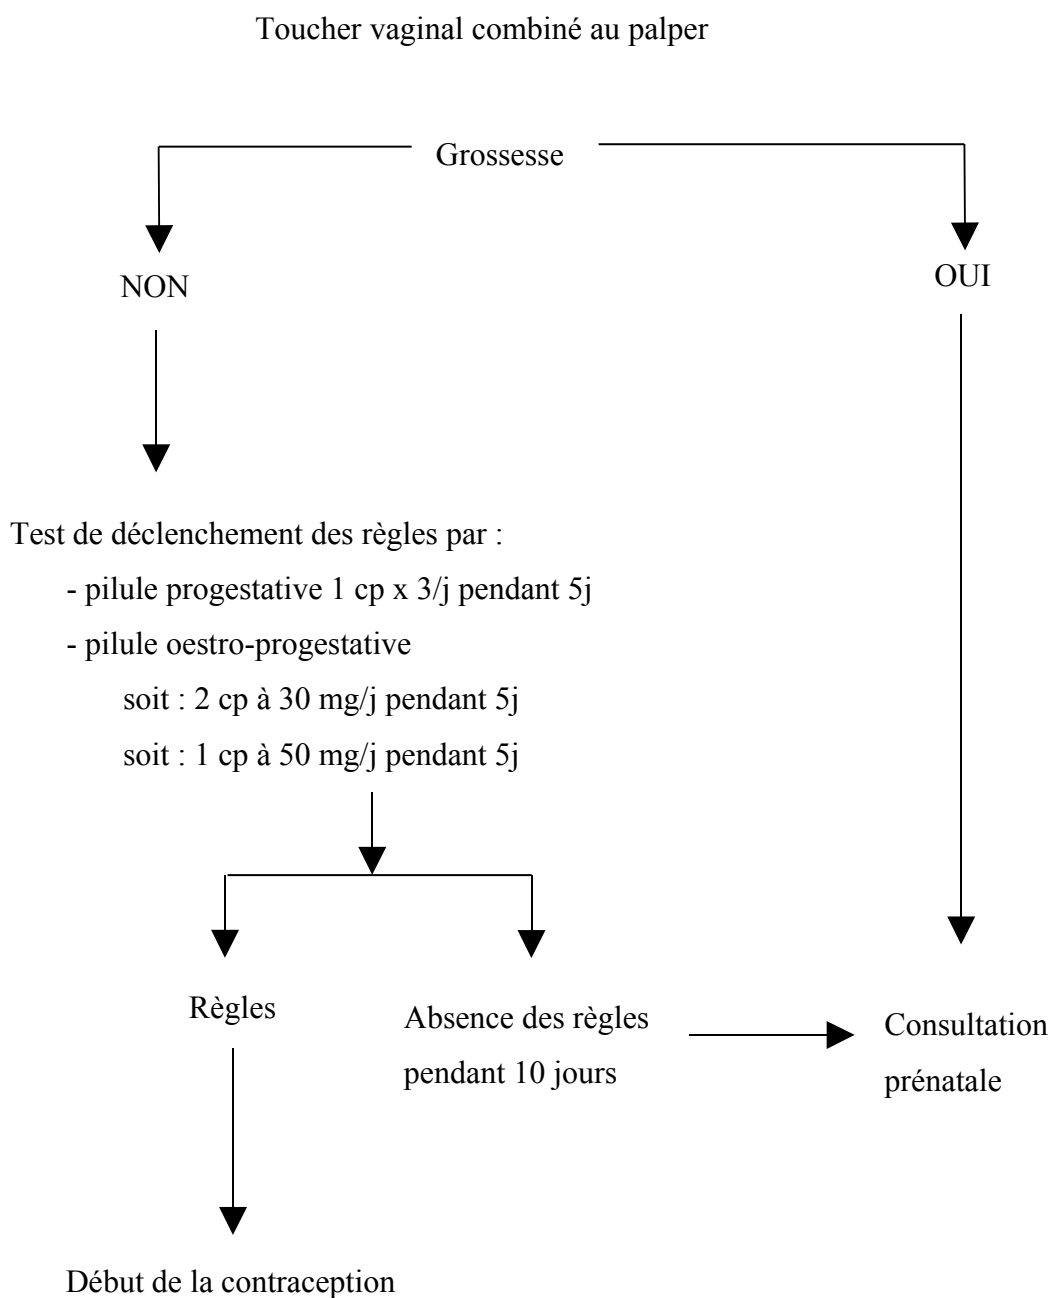 Toucher vaginal combiné au palper
Grossesse
NON
OUI
Test de déclenchement des règles par :
- pilule progestative 1 cp x 3/j pendant 5j
- pilule oestro-progestative
soit : 2 cp à 30 mg/j pendant 5j
soit : 1 cp à 50 mg/j pendant 5j
Règles
Absence des règles
pendant 10 jours
Consultation
prénatale
Début de la contraception